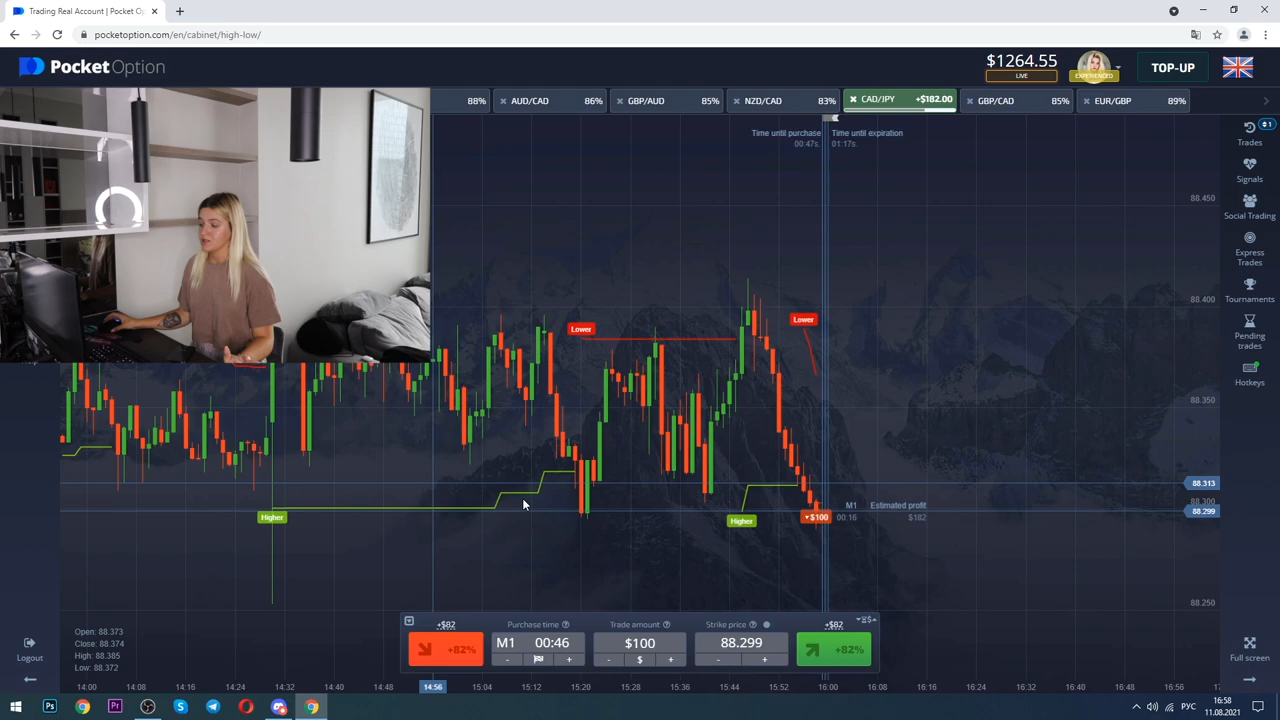 Trading Real Account | Pocket O
pocketoption.com/en/cabinet/high-low/
PocketOption
$1264.55
LIVE
EXPERIENCED
TOP-UP
88%
AUD/CAD 86%
GBP/AUD 85%
NZD/CAD 83%
CAD/JPY +$182.00
GBP/CAD 85%
EUR/GBP 89%
Time until purchase
00:47s.
Time until expiration
01:17s.
Trades
Signals
Social Trading
Express
Trades
Tournaments
Pending
trades
Hotkeys
Full screen
88.450
88.400
88.350
88.313
88.300
88.299
88.250
Lower
Lower
Higher
Higher
$100
M1
00:16
Estimated profit
$182
+$82
+82%
Purchase time
M1 00:46
-
+
Trade amount
$100
- $ +
Strike price
88.299
- +
+$82
+82%
Open: 88.373
Close: 88.374
High: 88.385
Low: 88.372
Logout
14:00 14:08 14:16 14:24 14:32 14:40 14:48 14:56 15:04 15:12 15:20 15:28 15:36 15:44 15:52 16:00 16:08 16:16 16:24 16:32 16:40 16:48 16:56 17
Ps
Pr
РУС
16:58
11.08.2021